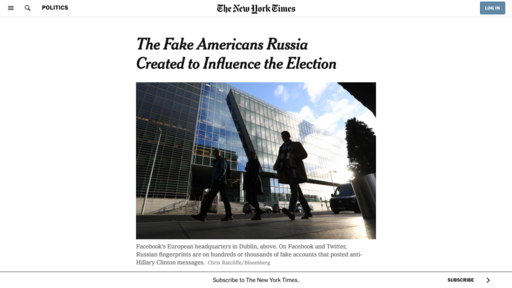 POLITICS
The New York Times
LOG IN
The Fake Americans Russia
Created to Influence the Election
Facebook's European headquarters in Dublin, above. On Facebook and Twitter,
Russian fingerprints are on hundreds or thousands of fake accounts that posted anti-
Hillary Clinton messages. Chris Ratcliffe/Bloomberg
Subscribe to The New York Times.
SUBSCRIBE